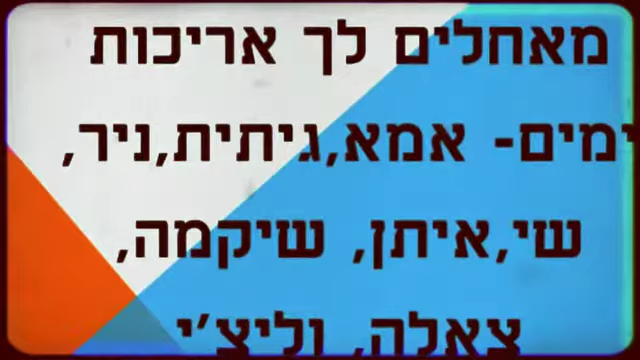 מאחלים לך אריכות
ימים- אמא,גיתית,ניר,
שי,איתן, שיקמה,
צאלה, וליצ'י